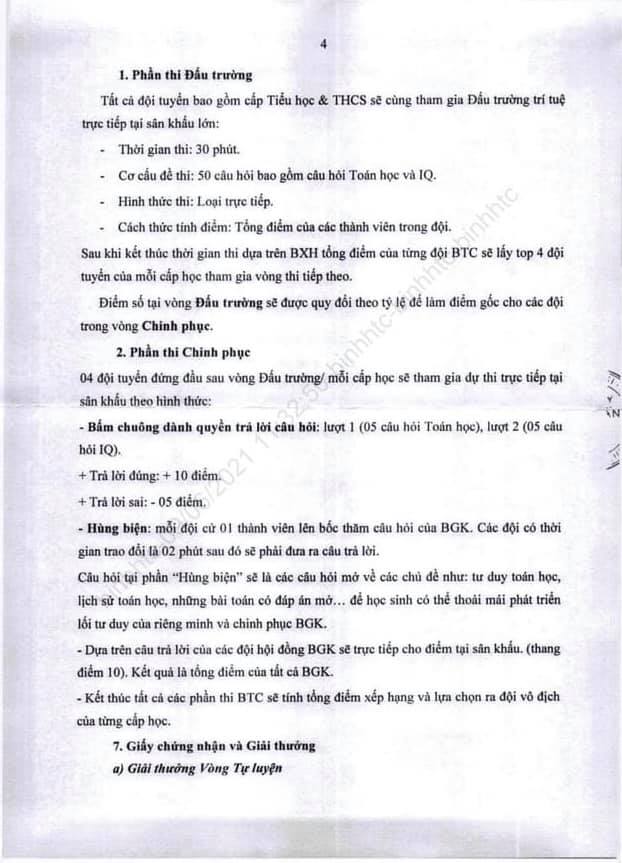 4
1. Phần thi Đấu trường
Tất cả đội tuyển bao gồm cấp Tiểu học & THCS sẽ cùng tham gia Đấu trường trí tuệ
trực tiếp tại sân khấu lớn:
- Thời gian thi: 30 phút.
- Cơ cấu đề thi: 50 câu hỏi bao gồm câu hỏi Toán học và IQ.
- Hình thức thi: Loại trực tiếp.
- Cách thức tính điểm: Tổng điểm của các thành viên trong đội.
Sau khi kết thúc thời gian thi dựa trên BXH tổng điểm của từng đội BTC sẽ lấy top 4 đội
tuyển của mỗi cấp học tham gia vòng thi tiếp theo.
Điểm số tại vòng Đấu trường sẽ được quy đổi theo tỷ lệ để làm điểm gốc cho các đội
trong vòng Chinh phục.
2. Phần thi Chinh phục
04 đội tuyển đứng đầu sau vòng Đấu trường/ mỗi cấp học sẽ tham gia dự thi trực tiếp tại
sân khấu theo hình thức:
- Bấm chuông dành quyền trả lời câu hỏi: lượt 1 (05 câu hỏi Toán học), lượt 2 (05 câu
hỏi IQ).
+ Trả lời đúng: + 10 điểm.
+ Trả lời sai: - 05 điểm.
- Hùng biện: mỗi đội cử 01 thành viên lên bốc thăm câu hỏi của BGK. Các đội có thời
gian trao đổi là 02 phút sau đó sẽ phải đưa ra câu trả lời.
Câu hỏi tại phần “Hùng biện” sẽ là các câu hỏi mở về các chủ đề như: tư duy toán học,
lịch sử toán học, những bài toán có đáp án mở… để học sinh có thể thoải mái phát triển
lối tư duy của riêng mình và chinh phục BGK.
- Dựa trên câu trả lời của các đội hội đồng BGK sẽ trực tiếp cho điểm tại sân khấu. (thang
điểm 10). Kết quả là tổng điểm của tất cả BGK.
- Kết thúc tất cả các phần thi BTC sẽ tính tổng điểm xếp hạng và lựa chọn ra đội vô địch
của từng cấp học.
7. Giấy chứng nhận và Giải thưởng
a) Giải thưởng Vòng Tự luyện